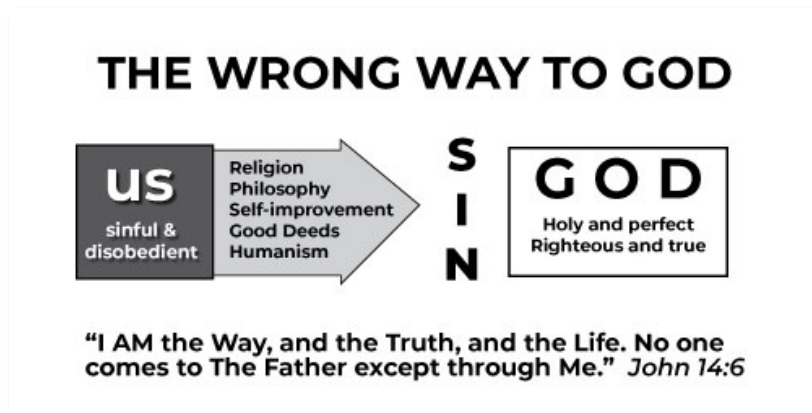 THE WRONG WAY TO GOD
us
sinful &
disobedient
Religion
Philosophy
Self-improvement
Good Deeds
Humanism
SIN
GOD
Holy and perfect
Righteous and true
“I AM the Way, and the Truth, and the Life. No one
comes to The Father except through Me.” John 14:6